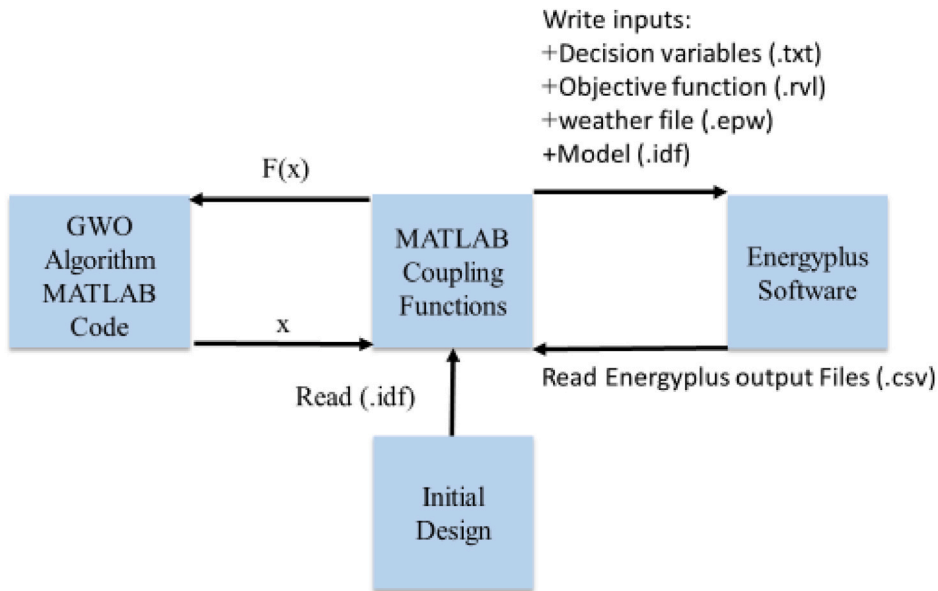 Write inputs:
+Decision variables (.txt)
+Objective function (.rvl)
+weather file (.epw)
+Model (.idf)
F(x)
GWO
Algorithm
MATLAB
Code
MATLAB
Coupling
Functions
Energyplus
Software
x
Read Energyplus output Files (.csv)
Read (.idf)
Initial
Design